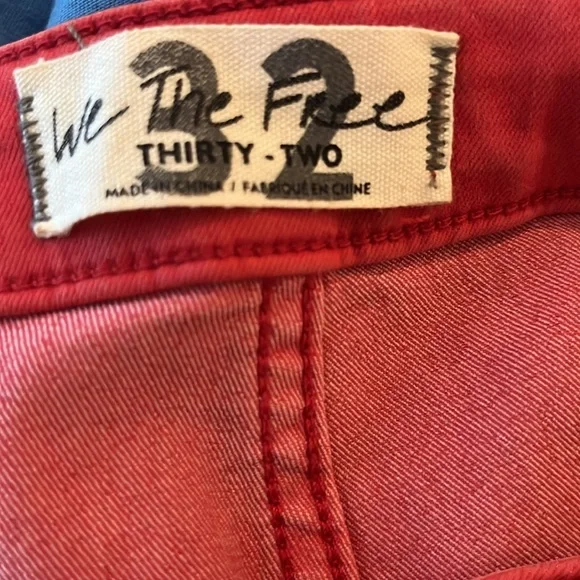 32
We The Free
THIRTY - TWO
MADE IN CHINA / FABRIQUÉ EN CHINE